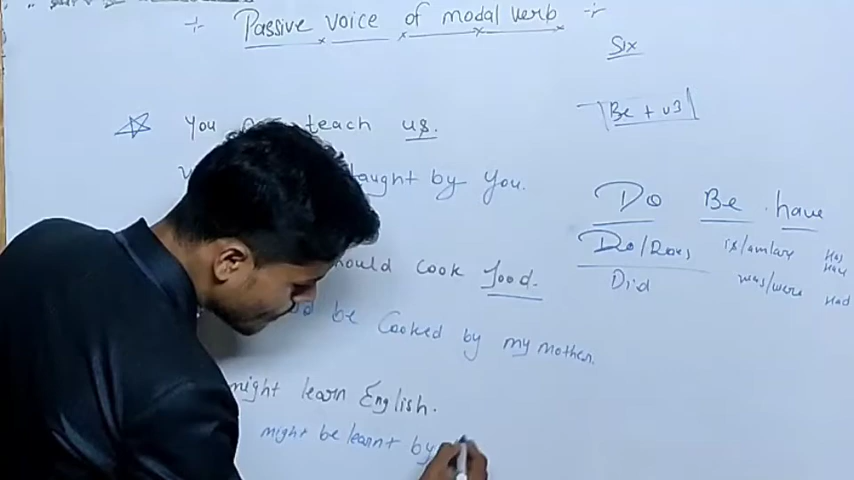 Passive voice of modal verb
Six
Be + v3
You teach us.
taught by you.
Do Be have
Do/Does is/am/are Has
Have
Did was/were Had
should cook food.
be Cooked by my mother.
might learn English.
might be learnt by